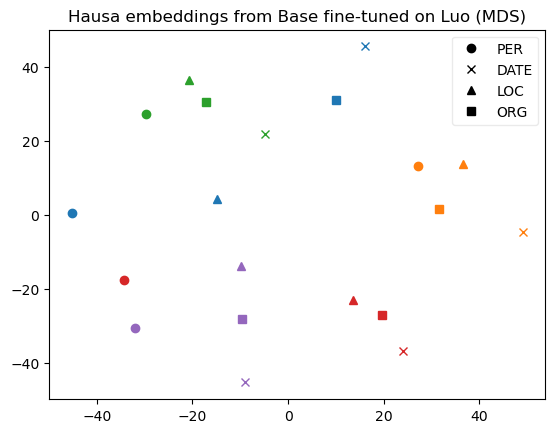 Hausa embeddings from Base fine-tuned on Luo (MDS)
PER
DATE
LOC
ORG
40
20
0
−20
−40
−40
−20
0
20
40